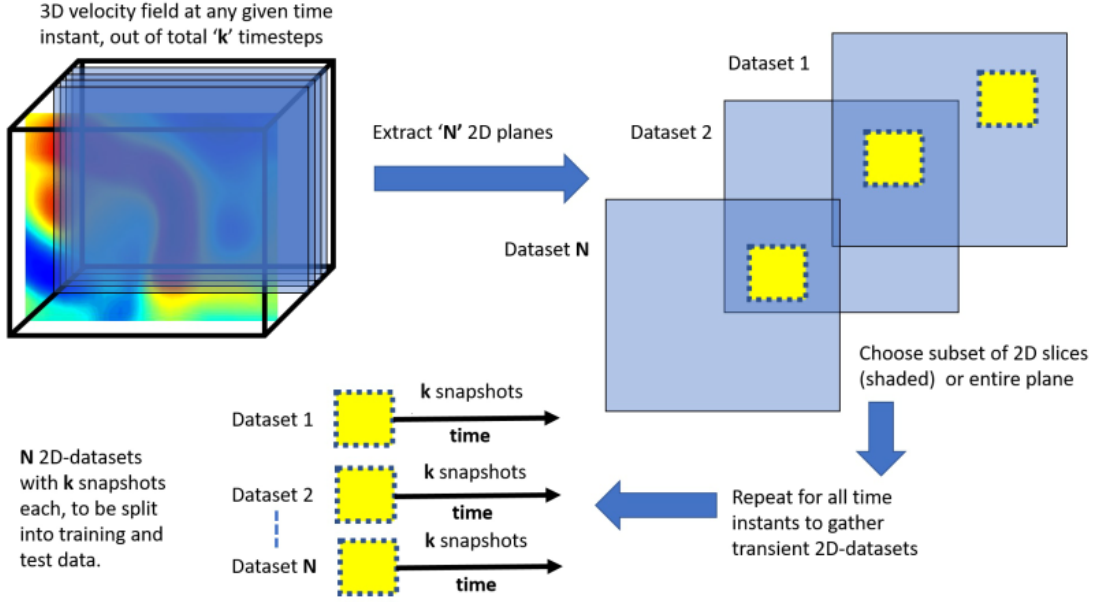 3D velocity field at any given time
instant, out of total ‘k’ timesteps
Extract ‘N’ 2D planes
Dataset 1
Dataset 2
Dataset N
Choose subset of 2D slices
(shaded) or entire plane
Repeat for all time
instants to gather
transient 2D-datasets
Dataset 1
k snapshots
time
Dataset 2
k snapshots
time
Dataset N
k snapshots
time
N 2D-datasets
with k snapshots
each, to be split
into training and
test data.